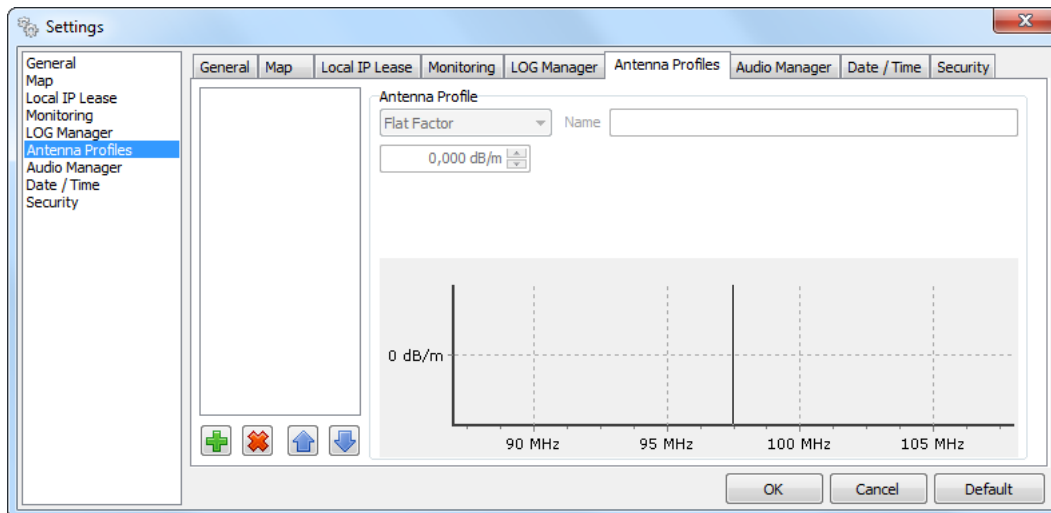 Settings
General
Map
Local IP Lease
Monitoring
LOG Manager
Antenna Profiles
Audio Manager
Date / Time
Security
General Map Local IP Lease Monitoring LOG Manager Antenna Profiles Audio Manager Date / Time Security
Antenna Profile
Flat Factor Name
0,000 dB/m
0 dB/m
90 MHz 95 MHz 100 MHz 105 MHz
OK Cancel Default